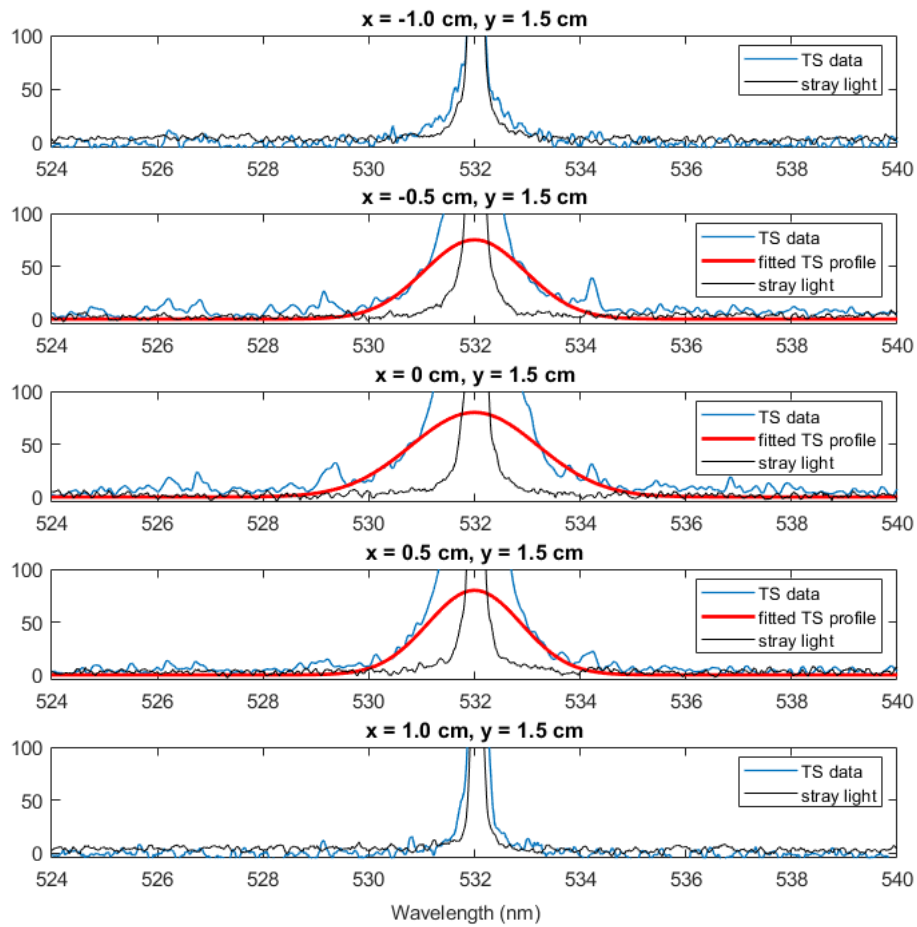 x = -1.0 cm, y = 1.5 cm
100
50
0
TS data
stray light
524 526 528 530 532 534 536 538 540
x = -0.5 cm, y = 1.5 cm
100
50
0
TS data
fitted TS profile
stray light
524 526 528 530 532 534 536 538 540
x = 0 cm, y = 1.5 cm
100
50
0
TS data
fitted TS profile
stray light
524 526 528 530 532 534 536 538 540
x = 0.5 cm, y = 1.5 cm
100
50
0
TS data
fitted TS profile
stray light
524 526 528 530 532 534 536 538 540
x = 1.0 cm, y = 1.5 cm
100
50
0
TS data
stray light
524 526 528 530 532 534 536 538 540
Wavelength (nm)